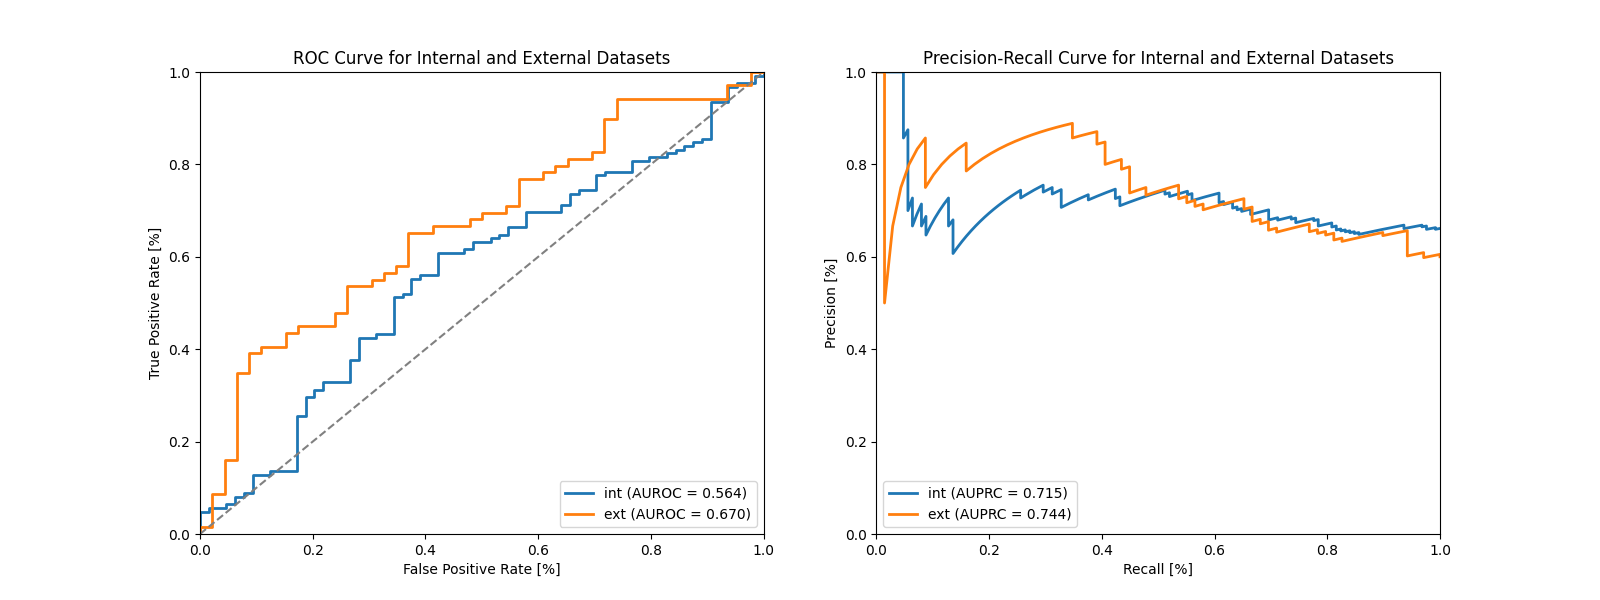 ROC Curve for Internal and External Datasets
1.0
0.8
0.6
0.4
0.2
0.0
True Positive Rate [%]
int (AUROC = 0.564)
ext (AUROC = 0.670)
0.0 0.2 0.4 0.6 0.8 1.0
False Positive Rate [%]
Precision-Recall Curve for Internal and External Datasets
1.0
0.8
0.6
0.4
0.2
0.0
Precision [%]
int (AUPRC = 0.715)
ext (AUPRC = 0.744)
0.0 0.2 0.4 0.6 0.8 1.0
Recall [%]